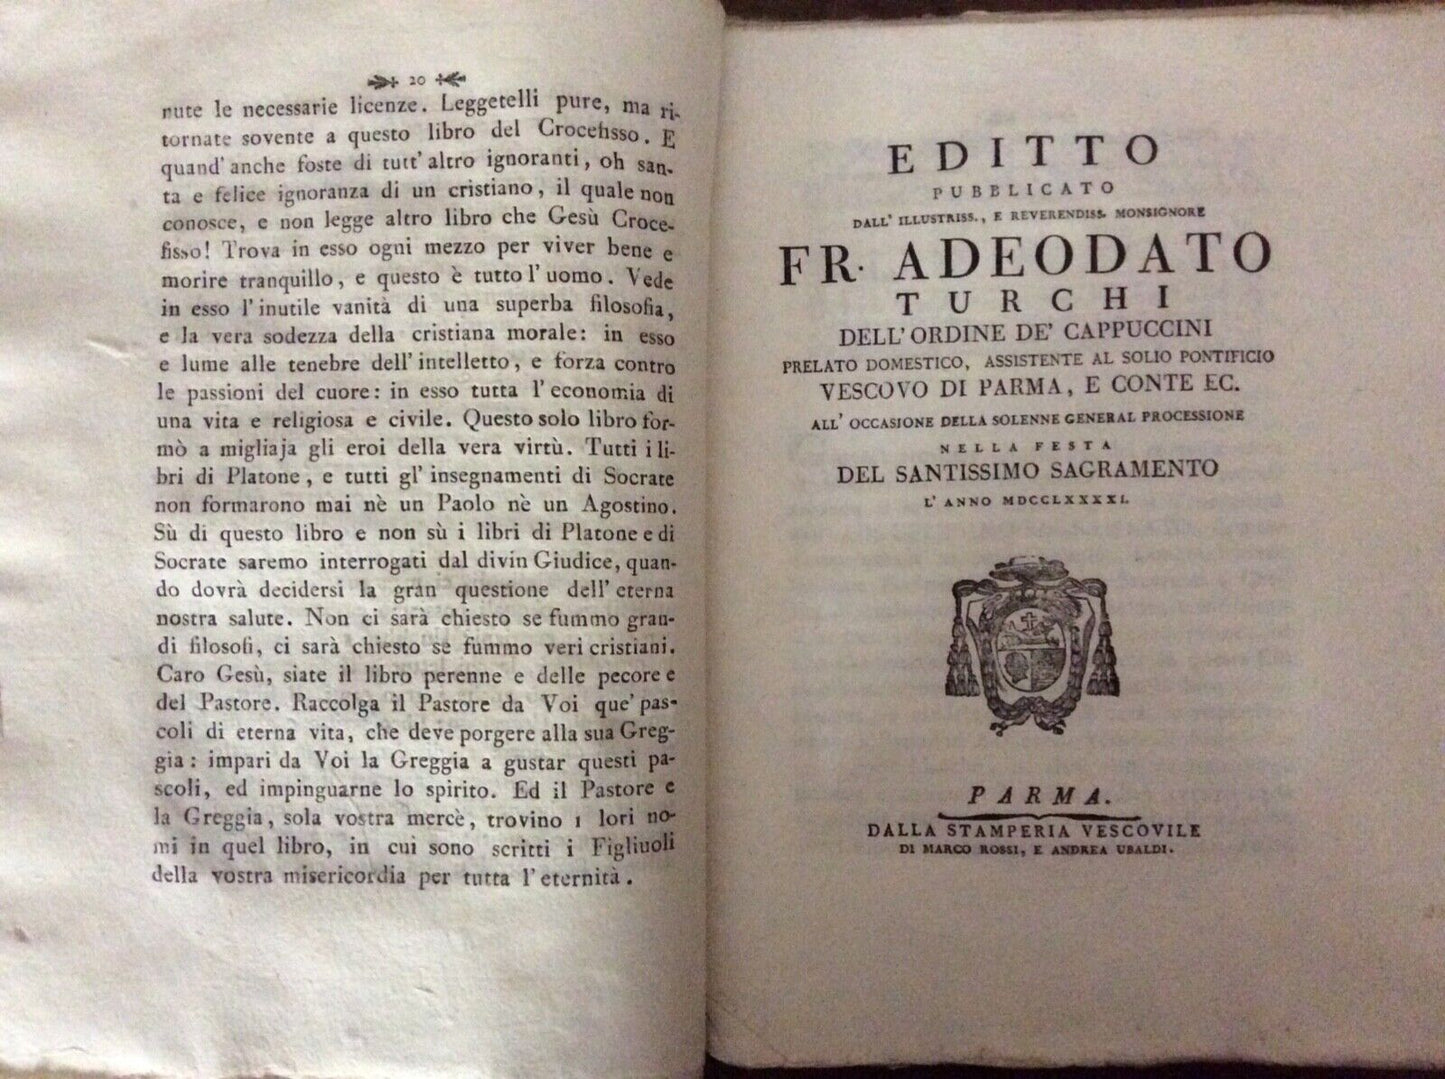 20
nute le necessarie licenze. Leggetelli pure, ma ri-
tornate sovente a questo libro del Crocefisso. E
quand' anche foste di tutt' altro ignoranti, oh san-
ta e felice ignoranza di un cristiano, il quale non
conosce, e non legge altro libro che Gesù Croce-
fisso! Trova in esso ogni mezzo per viver bene e
morire tranquillo, e questo è tutto l' uomo. Vede
in esso l' inutile vanità di una superba filosofia,
e la vera sodezza della cristiana morale: in esso
e lume alle tenebre dell' intelletto, e forza contro
le passioni del cuore: in esso tutta l' economia di
una vita e religiosa e civile. Questo solo libro for-
mò a migliaja gli eroi della vera virtù. Tutti i li-
bri di Platone, e tutti gl' insegnamenti di Socrate
non formarono mai nè un Paolo nè un Agostino.
Sù di questo libro e non sù i libri di Platone e di
Socrate saremo interrogati dal divin Giudice, quan-
do dovrà decidersi la gran questione dell' eterna
nostra salute. Non ci sarà chiesto se fummo gran-
di filosofi, ci sarà chiesto se fummo veri cristiani.
Caro Gesù, siate il libro perenne e delle pecore e
del Pastore. Raccolga il Pastore da Voi que' pas-
coli di eterna vita, che deve porgere alla sua Greg-
gia: impari da Voi la Greggia a gustar questi pa-
scoli, ed impinguarne lo spirito. Ed il Pastore e
la Greggia, sola vostra mercè, trovino i lori no-
mi in quel libro, in cui sono scritti i Figliuoli
della vostra misericordia per tutta l' eternità.
EDITTO
PUBBLICATO
DALL' ILLUSTRISS., E REVERENDISS. MONSIGNORE
FR. ADEODATO
TURCHI
DELL' ORDINE DE' CAPPUCCINI
PRELATO DOMESTICO, ASSISTENTE AL SOLIO PONTIFICIO
VESCOVO DI PARMA, E CONTE EC.
ALL' OCCASIONE DELLA SOLENNE GENERAL PROCESSIONE
NELLA FESTA
DEL SANTISSIMO SAGRAMENTO
L' ANNO MDCCLXXXXI.
PARMA.
DALLA STAMPERIA VESCOVILE
DI MARCO ROSSI, E ANDREA UBALDI.